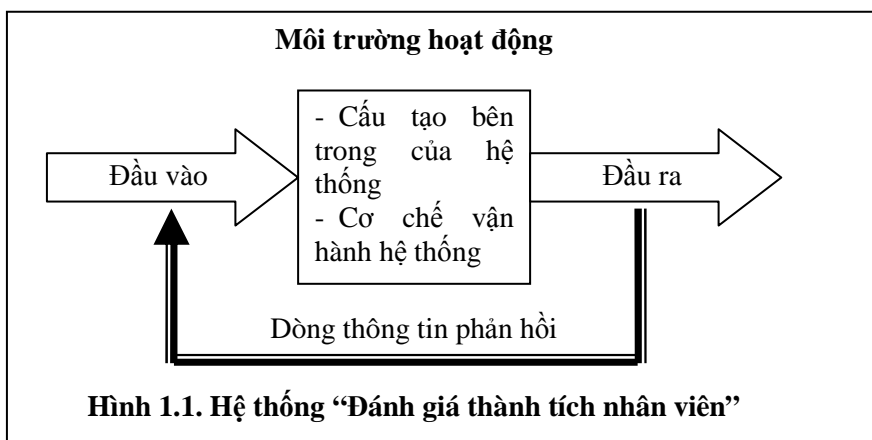 Môi trường hoạt động
- Cấu tạo bên
trong của hệ
thống
- Cơ chế vận
hành hệ thống
Đầu vào
Đầu ra
Dòng thông tin phản hồi
Hình 1.1. Hệ thống “Đánh giá thành tích nhân viên”